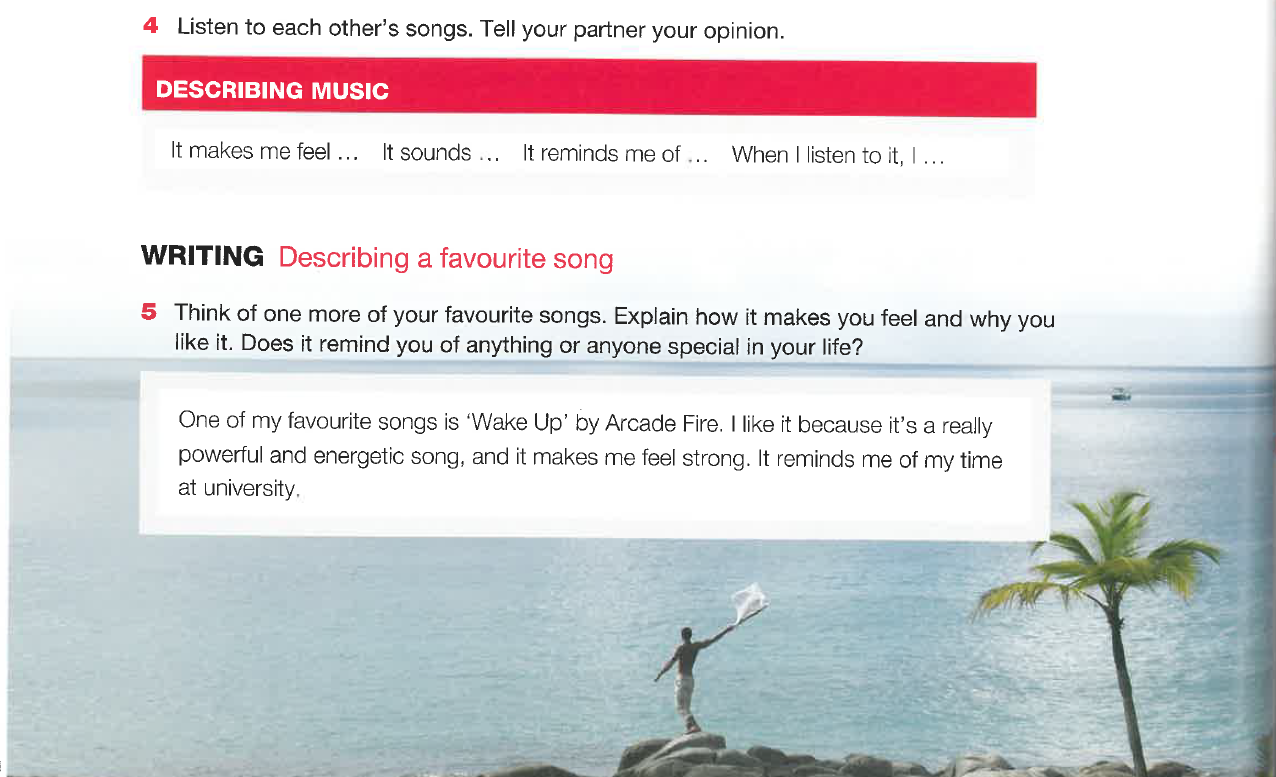 4 Listen to each other's songs. Tell your partner your opinion.
DESCRIBING MUSIC
It makes me feel ... It sounds ... It reminds me of ... When I listen to it, I ...
WRITING Describing a favourite song
5 Think of one more of your favourite songs. Explain how it makes you feel and why you
like it. Does it remind you of anything or anyone special in your life?
One of my favourite songs is 'Wake Up' by Arcade Fire. I like it because it's a really
powerful and energetic song, and it makes me feel strong. It reminds me of my time
at university.